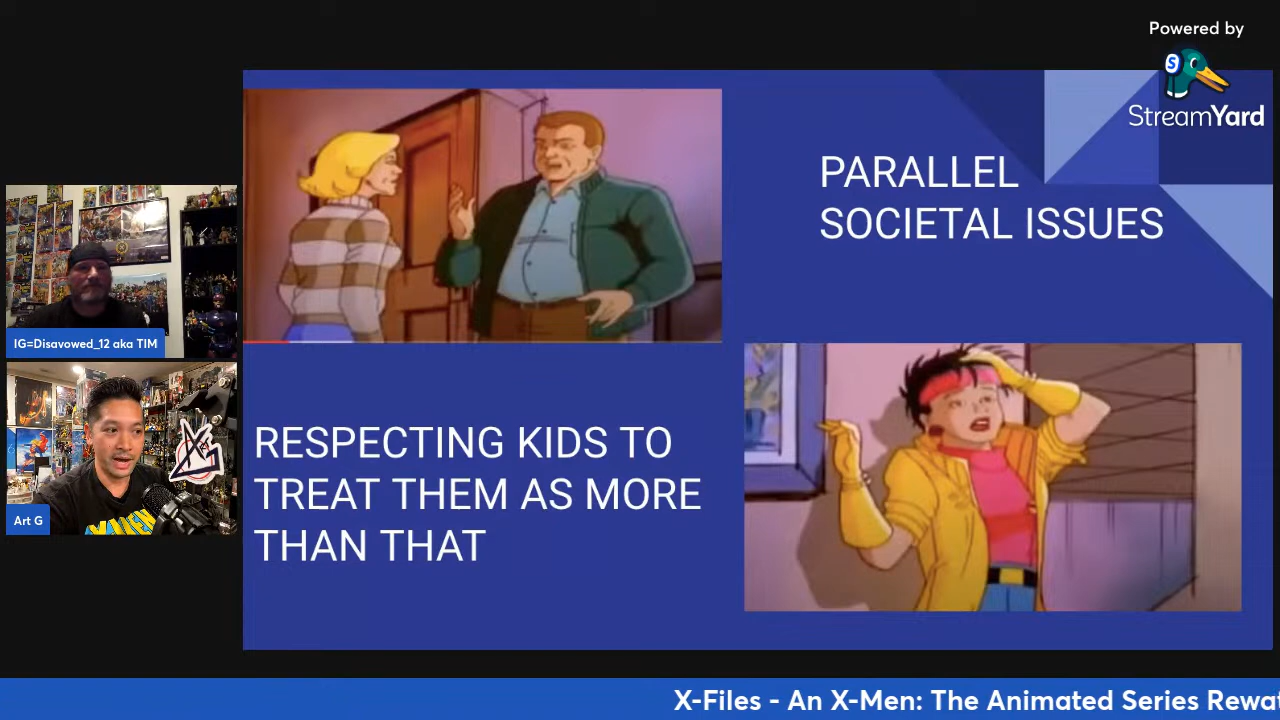 Powered by
StreamYard
PARALLEL
SOCIETAL ISSUES
IG=Disavowed_12 aka TIM
RESPECTING KIDS TO
TREAT THEM AS MORE
THAN THAT
Art G
X-Files - An X-Men: The Animated Series Rewat